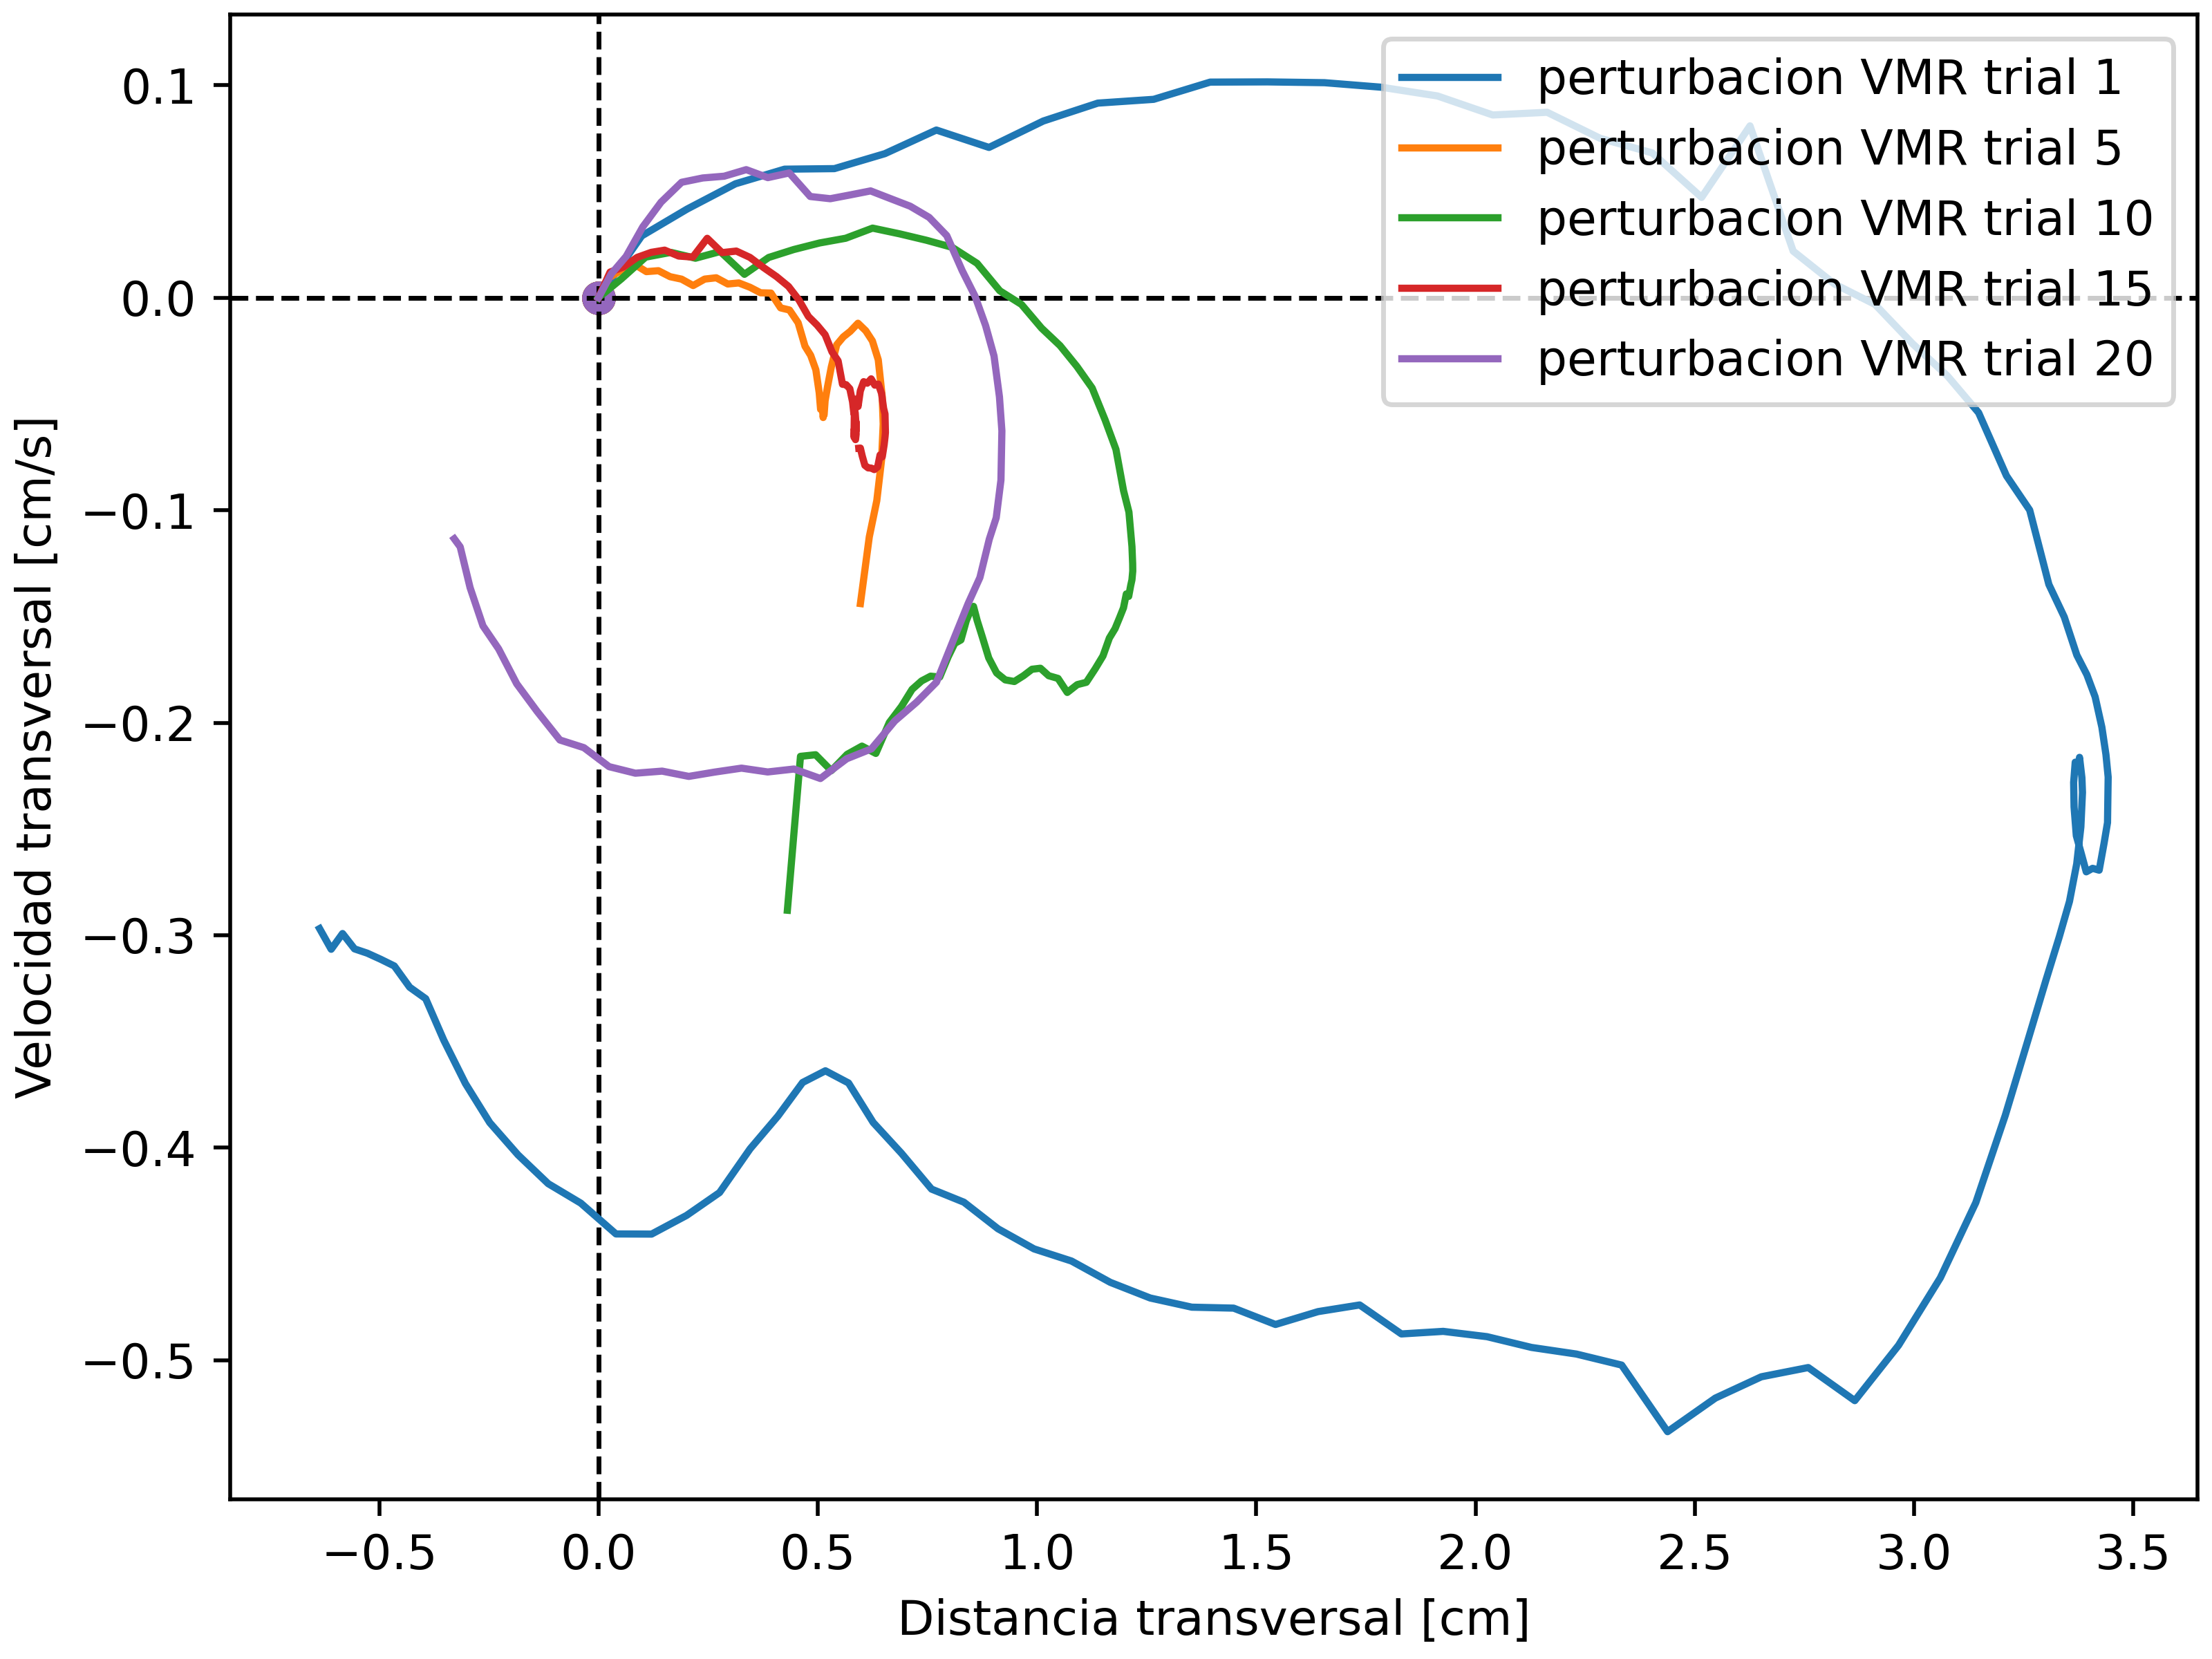 perturbacion VMR trial 1
perturbacion VMR trial 5
perturbacion VMR trial 10
perturbacion VMR trial 15
perturbacion VMR trial 20
0.1
0.0
−0.1
−0.2
−0.3
−0.4
−0.5
Velocidad transversal [cm/s]
−0.5 0.0 0.5 1.0 1.5 2.0 2.5 3.0 3.5
Distancia transversal [cm]